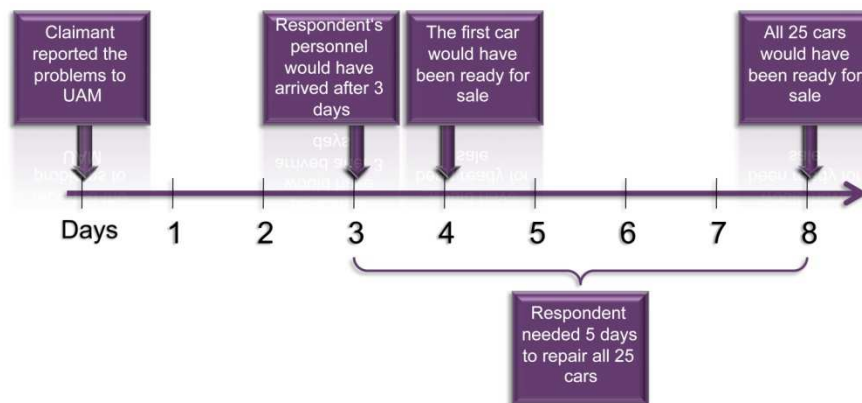 Claimant
reported the
problems to
UAM
Respondent's
personnel
would have
arrived after 3
days
The first car
would have
been ready for
sale
All 25 cars
would have
been ready for
sale
Days 1 2 3 4 5 6 7 8
Respondent
needed 5 days
to repair all 25
cars